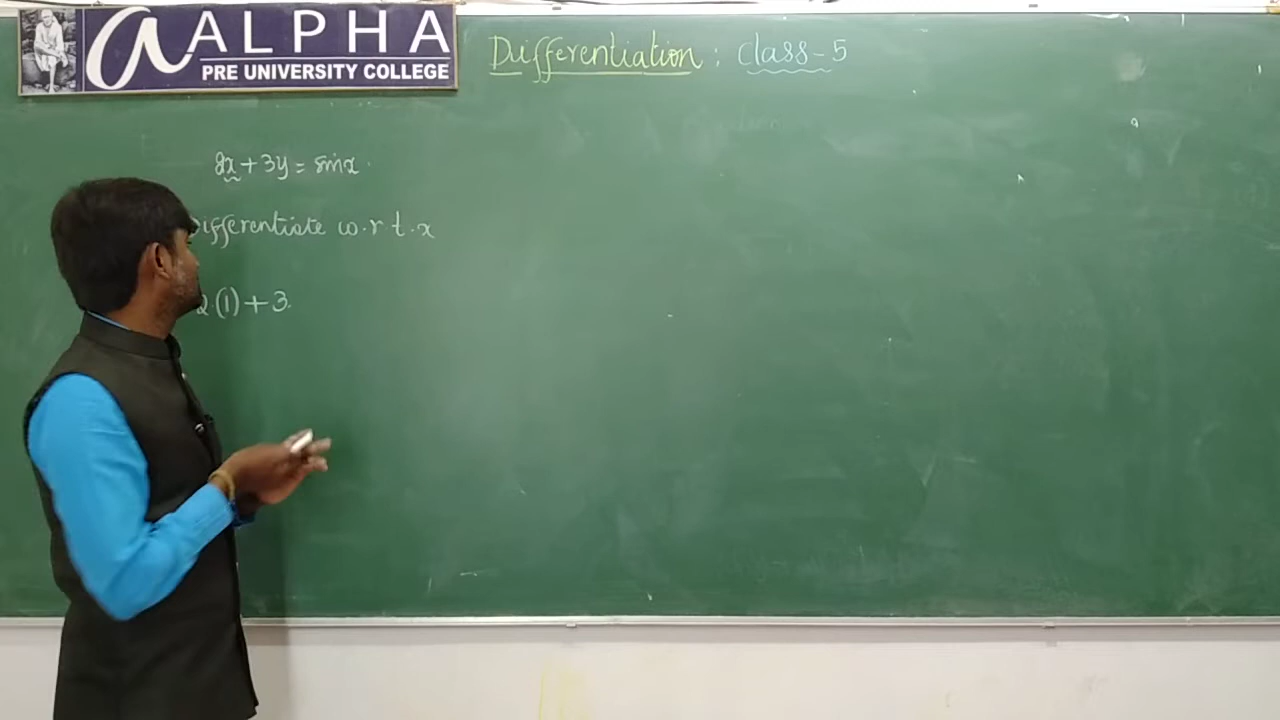 a ALPHA
PRE UNIVERSITY COLLEGE
Differentiation : Class-5
2x + 3y = sinx.
Differentiate w.r.t.x
2(1) + 3